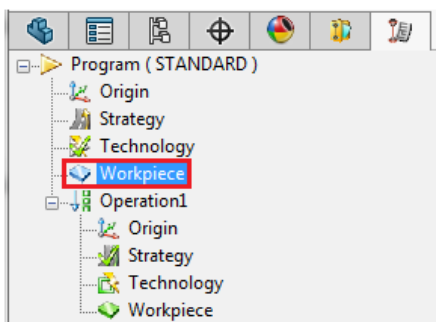 Program ( STANDARD )
Origin
Strategy
Technology
Workpiece
Operation1
Origin
Strategy
Technology
Workpiece